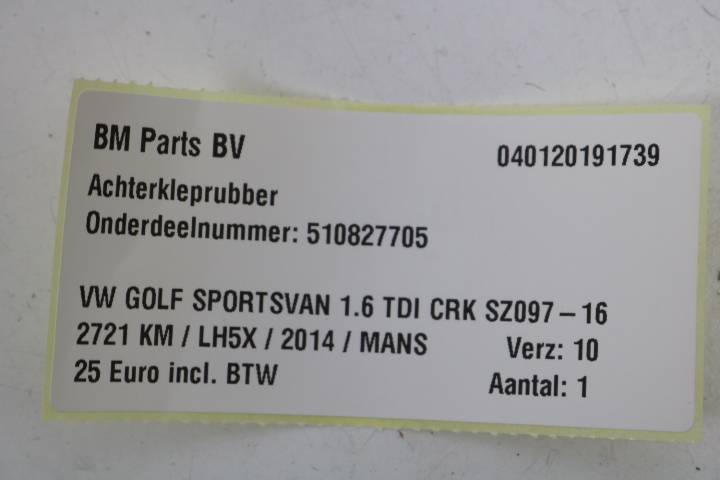 BM Parts BV 040120191739
Achterkleprubber
Onderdeelnummer: 510827705
VW GOLF SPORTSVAN 1.6 TDI CRK SZ097 – 16
2721 KM / LH5X / 2014 / MANS Verz: 10
25 Euro incl. BTW Aantal: 1